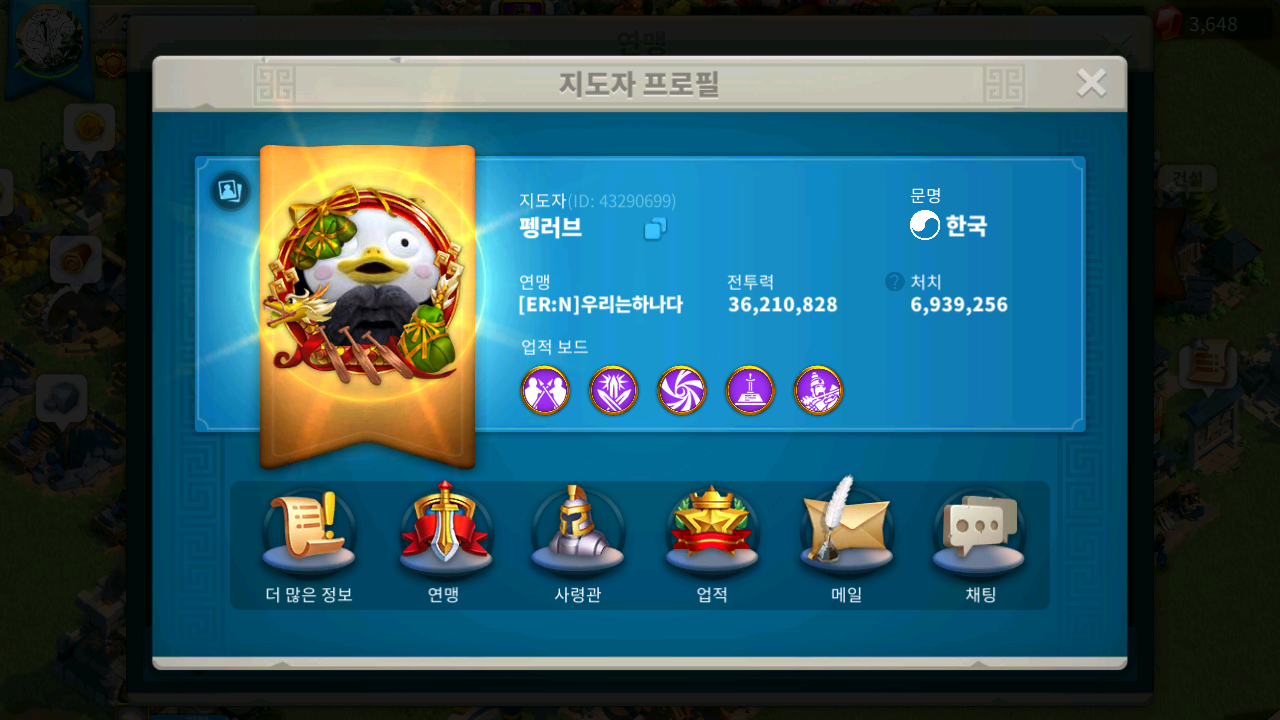 연맹
3,648
지도자 프로필
건설
지도자(ID: 43290699)
펭러브
문명
한국
연맹
[ER:N]우리는하나다
전투력
36,210,828
? 처치
6,939,256
업적 보드
더 많은 정보
연맹
사령관
업적
메일
채팅